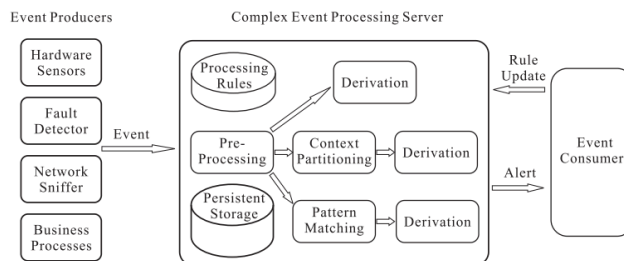 Event Producers
Complex Event Processing Server
Hardware
Sensors
Fault
Detector
Network
Sniffer
Business
Processes
Event
Processing
Rules
Derivation
Pre-
Processing
Context
Partitioning
Derivation
Persistent
Storage
Pattern
Matching
Derivation
Rule
Update
Alert
Event
Consumer